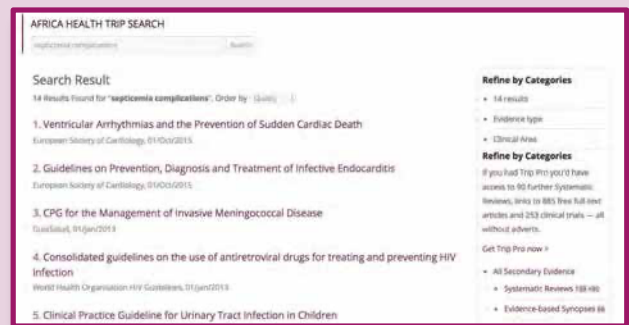 AFRICA HEALTH TRIP SEARCH
septicemia complications Search
Search Result
14 Results Found for "septicemia complications", Order by Quality
1. Ventricular Arrhythmias and the Prevention of Sudden Cardiac Death
European Society of Cardiology, 01/Oct/2015
2. Guidelines on Prevention, Diagnosis and Treatment of Infective Endocarditis
European Society of Cardiology, 01/Oct/2015
3. CPG for the Management of Invasive Meningococcal Disease
GuiaSalud, 01/Jan/2013
4. Consolidated guidelines on the use of antiretroviral drugs for treating and preventing HIV
infection
World Health Organisation HIV Guidelines, 01/Jan/2013
5. Clinical Practice Guideline for Urinary Tract Infection in Children
Refine by Categories
14 results
Evidence type
Clinical Area
Refine by Categories
If you had Trip Pro you'd have
access to 90 further Systematic
Reviews, links to 885 free full-text
articles and 253 clinical trials — all
without adverts.
Get Trip Pro now >
All Secondary Evidence
Systematic Reviews
Evidence-based Synopses